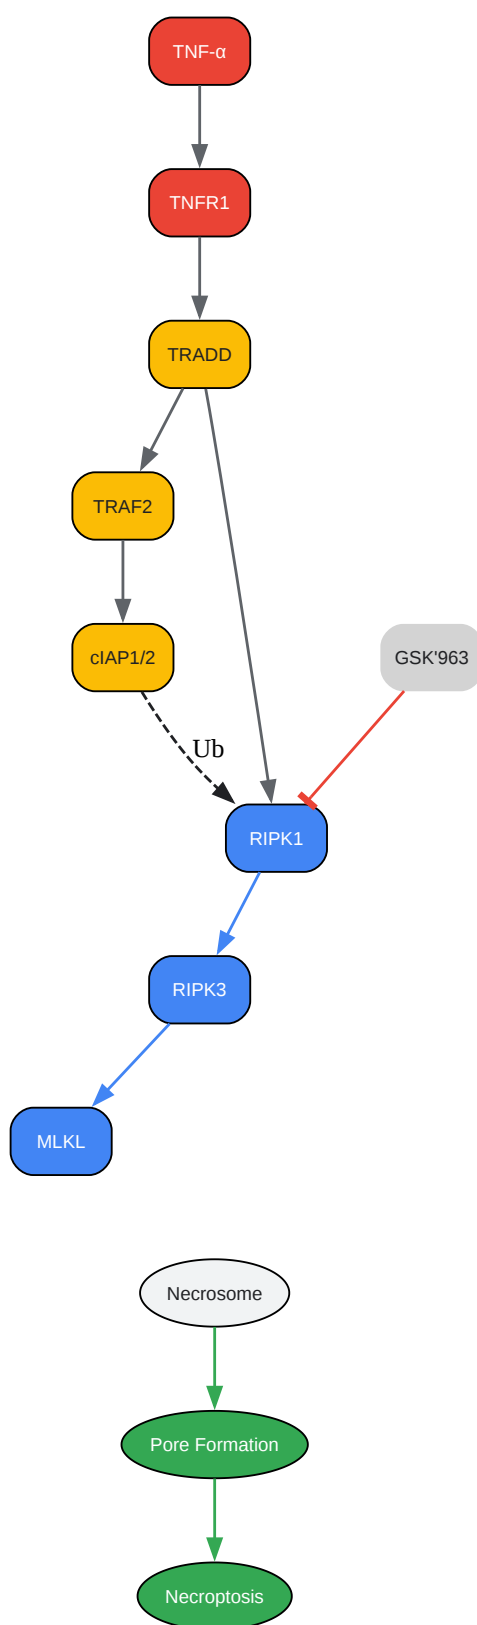 TNF-α
TNFR1
TRADD
TRAF2
cIAP1/2
GSK'963
Ub
RIPK1
RIPK3
MLKL
Necrosome
Pore Formation
Necroptosis